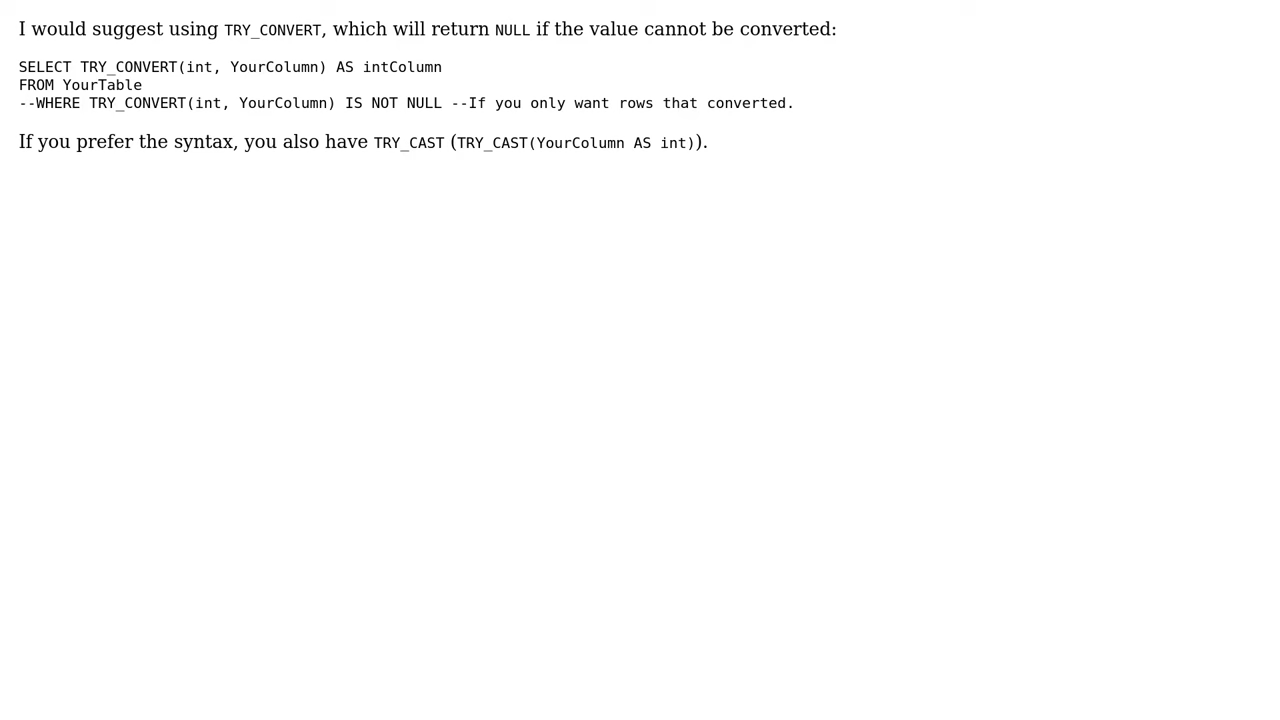 I would suggest using TRY_CONVERT, which will return NULL if the value cannot be converted:
SELECT TRY_CONVERT(int, YourColumn) AS intColumn
FROM YourTable
--WHERE TRY_CONVERT(int, YourColumn) IS NOT NULL --If you only want rows that converted.
If you prefer the syntax, you also have TRY_CAST (TRY_CAST(YourColumn AS int)).